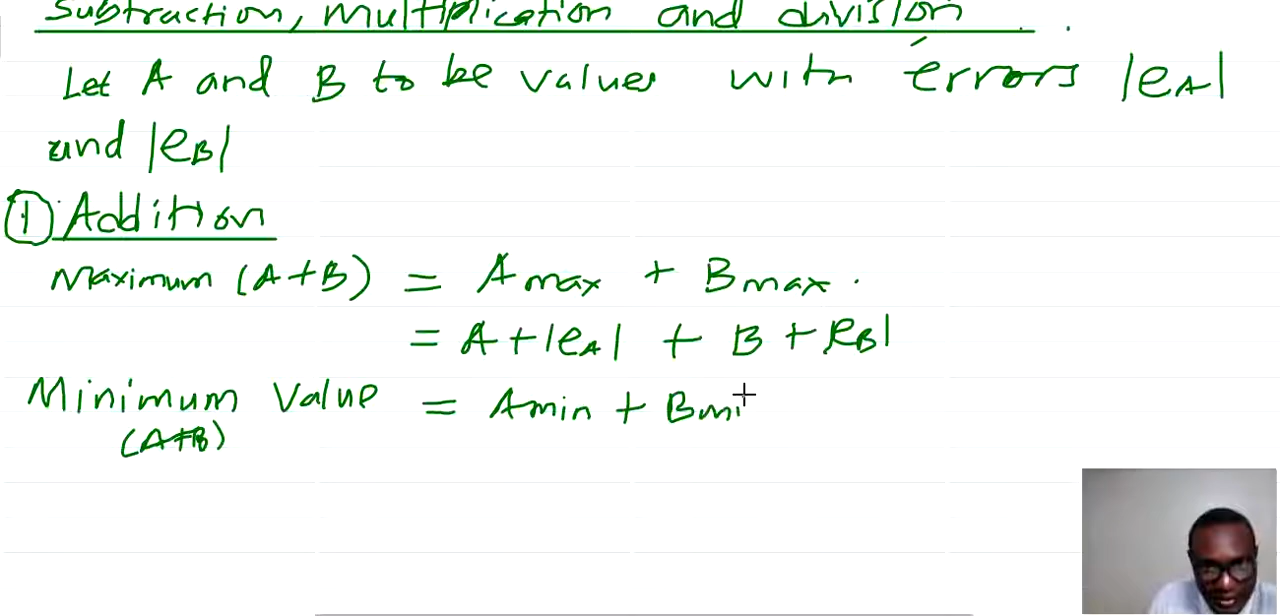 Subtraction, Multiplication and division
Let A and B to be values with errors |eA|
and |eB|
① Addition
Maximum (A+B) = Amax + Bmax.
= A+|eA| + B + |eB|
Minimum Value = Amin + Bmi
(A+B)